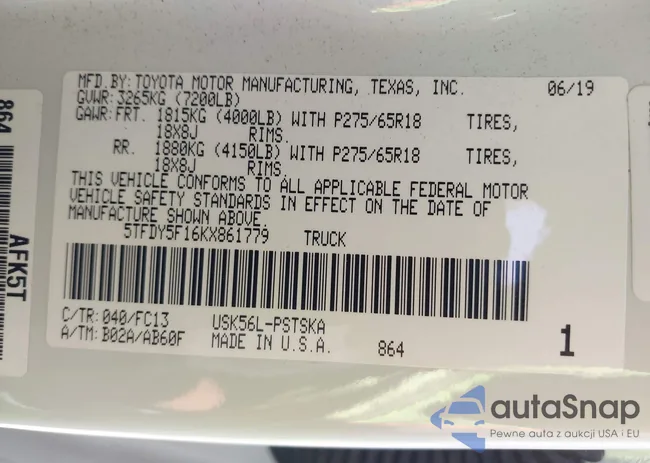 MFD.BY: TOYOTA MOTOR MANUFACTURING, TEXAS, INC. 06/19
GVWR: 3265KG (7200LB)
GAWR: FRT. 1815KG (4000LB) WITH P275/65R18 TIRES,
18X8J RIMS.
RR. 1880KG (4150LB) WITH P275/65R18 TIRES,
18X8J RIMS.
THIS VEHICLE CONFORMS TO ALL APPLICABLE FEDERAL MOTOR
VEHICLE SAFETY STANDARDS IN EFFECT ON THE DATE OF
MANUFACTURE SHOWN ABOVE.
5TFDY5F16KX861779 TRUCK
C/TR: 040/FC13 USK56L-PSTSKA
A/TM: B02A/AB60F MADE IN U.S.A. 864 1
864 AFK5T
autaSnap
Pewne auta z aukcji USA i EU